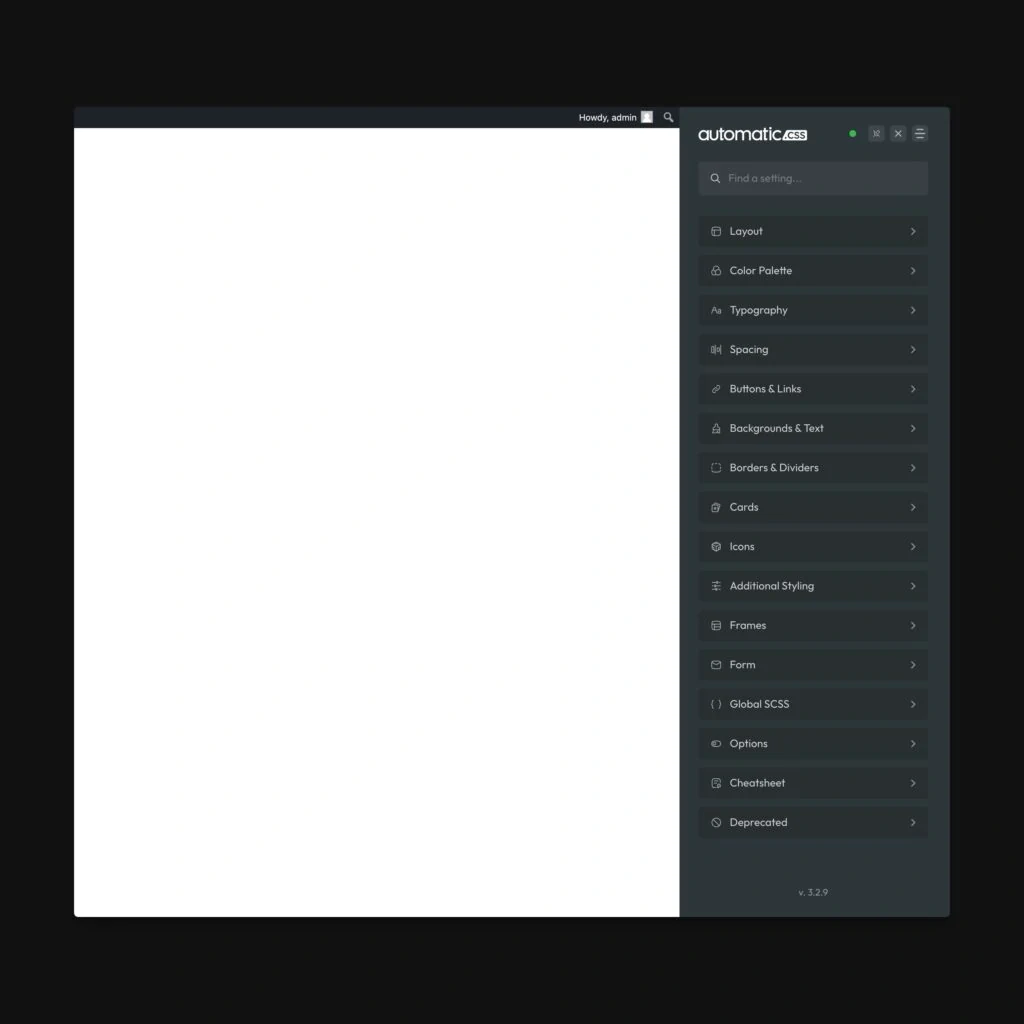 Howdy, admin
automatic.css
Find a setting...
Layout
Color Palette
Typography
Spacing
Buttons & Links
Backgrounds & Text
Borders & Dividers
Cards
Icons
Additional Styling
Frames
Form
Global SCSS
Options
Cheatsheet
Deprecated
v. 3.2.9